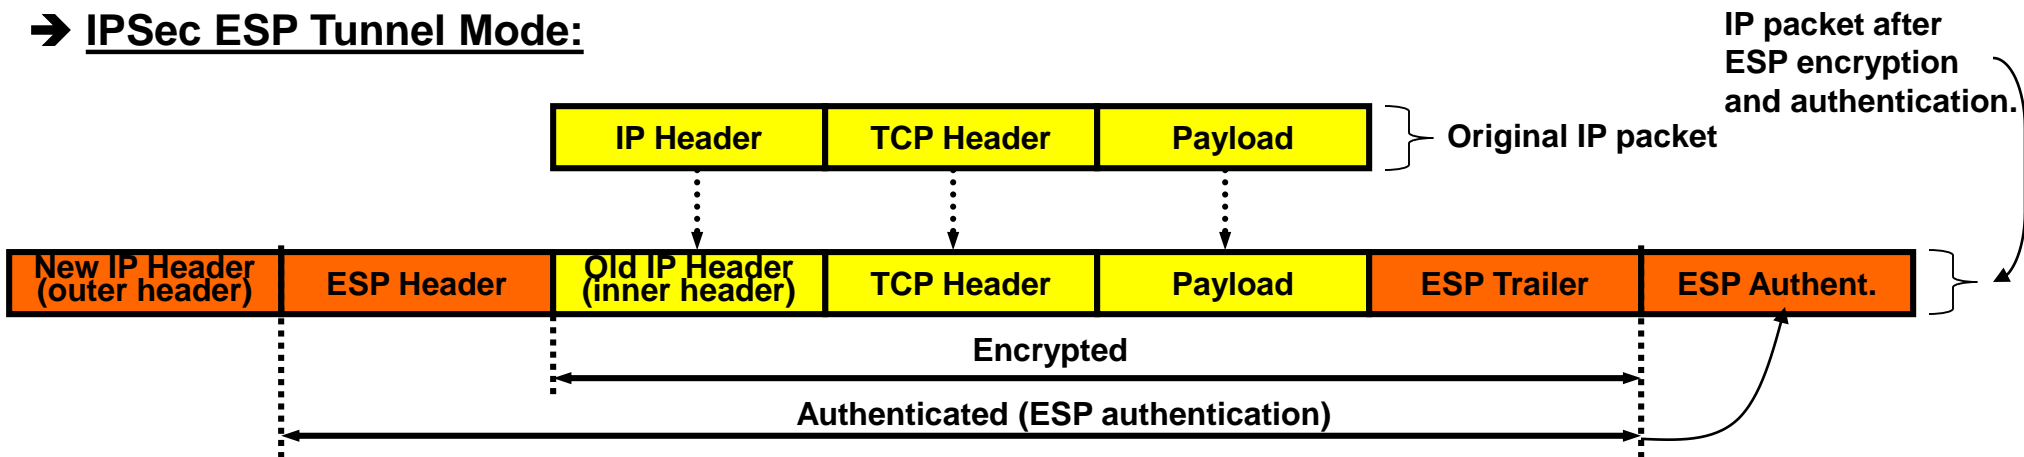 ➔ IPSec ESP Tunnel Mode:
IP packet after
ESP encryption
and authentication.
IP Header TCP Header Payload Original IP packet
New IP Header
(outer header)
ESP Header
Old IP Header
(inner header)
TCP Header Payload ESP Trailer ESP Authent.
Encrypted
Authenticated (ESP authentication)